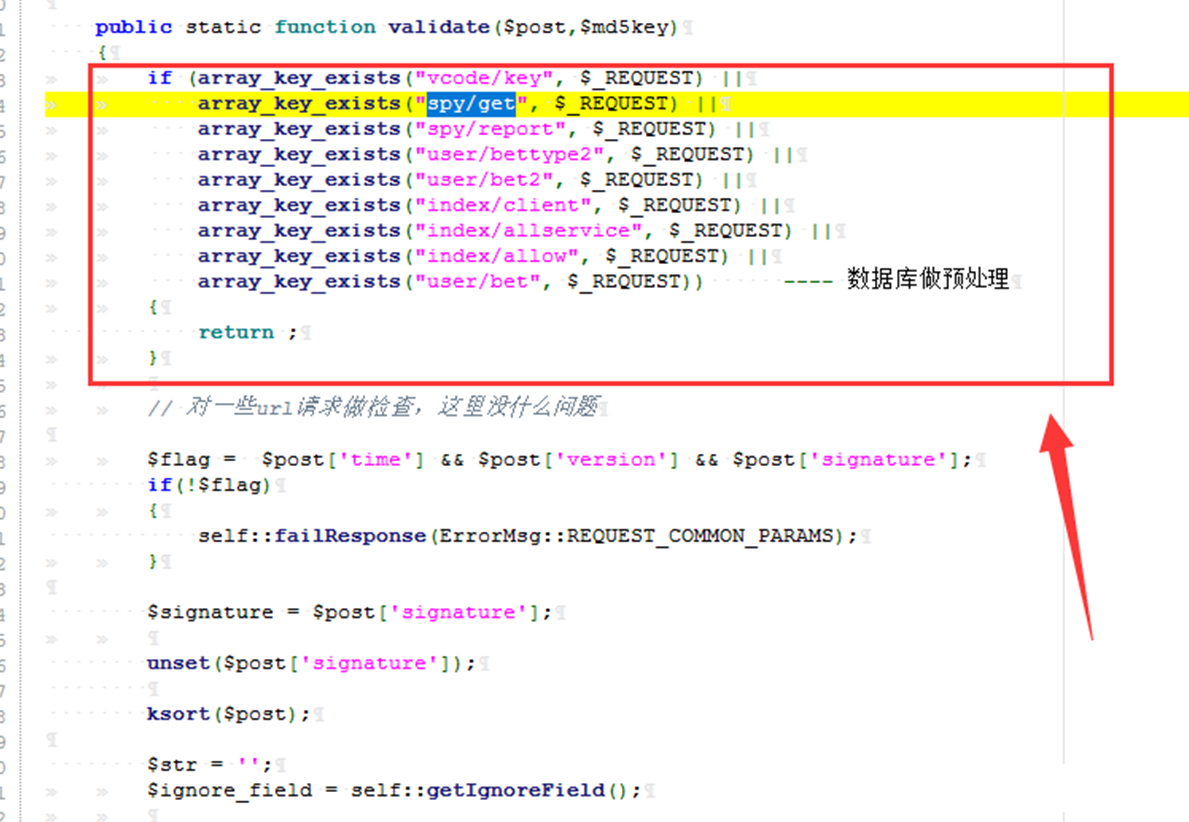 public static function validate($post,$md5key)
{
if (array_key_exists("vcode/key", $_REQUEST) ||
array_key_exists("spy/get", $_REQUEST) ||
array_key_exists("spy/report", $_REQUEST) ||
array_key_exists("user/bettype2", $_REQUEST) ||
array_key_exists("user/bet2", $_REQUEST) ||
array_key_exists("index/client", $_REQUEST) ||
array_key_exists("index/allservice", $_REQUEST) ||
array_key_exists("index/allow", $_REQUEST) ||
array_key_exists("user/bet", $_REQUEST)) ---- 数据库做预处理
{
return ;
}
// 对一些url请求做检查，这里没什么问题
$flag = $post['time'] && $post['version'] && $post['signature'];
if(!$flag)
{
self::failResponse(ErrorMsg::REQUEST_COMMON_PARAMS);
}
$signature = $post['signature'];
unset($post['signature']);
ksort($post);
$str = '';
$ignore_field = self::getIgnoreField();